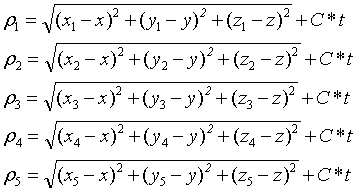 ρ₁ = √((x₁ − x)² + (y₁ − y)² + (z₁ − z)²) + C * t
ρ₂ = √((x₂ − x)² + (y₂ − y)² + (z₂ − z)²) + C * t
ρ₃ = √((x₃ − x)² + (y₃ − y)² + (z₃ − z)²) + C * t
ρ₄ = √((x₄ − x)² + (y₄ − y)² + (z₄ − z)²) + C * t
ρ₅ = √((x₅ − x)² + (y₅ − y)² + (z₅ − z)²) + C * t